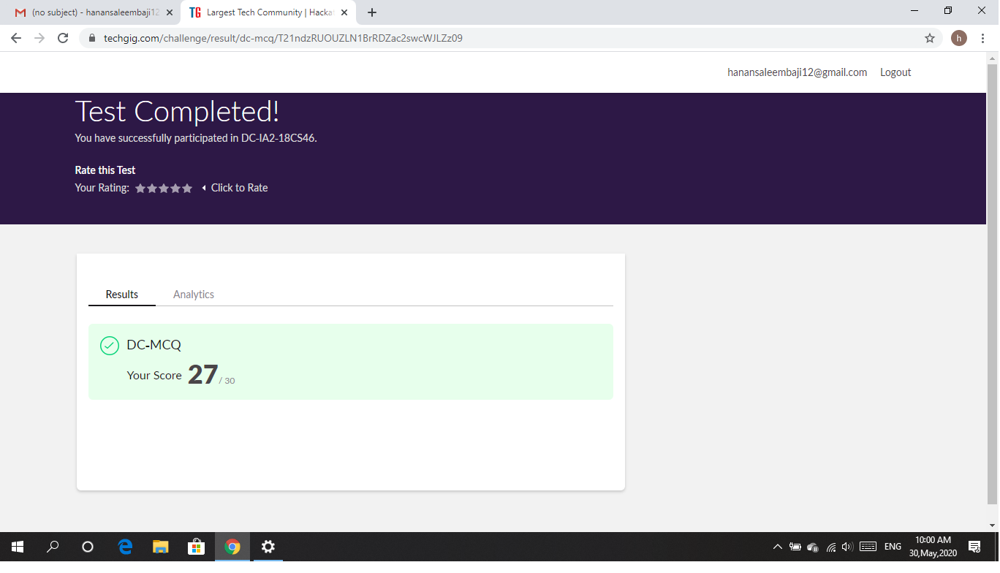 (no subject) - hanansaleembaji12
TG Largest Tech Community | Hacka
techgig.com/challenge/result/dc-mcq/T21ndzRUOUZLN1BrRDZac2swcWJLZz09
h
hanansaleembaji12@gmail.com Logout
Test Completed!
You have successfully participated in DC-IA2-18CS46.
Rate this Test
Your Rating: Click to Rate
Results Analytics
DC-MCQ
Your Score 27 / 30
ENG
10:00 AM
30,May,2020